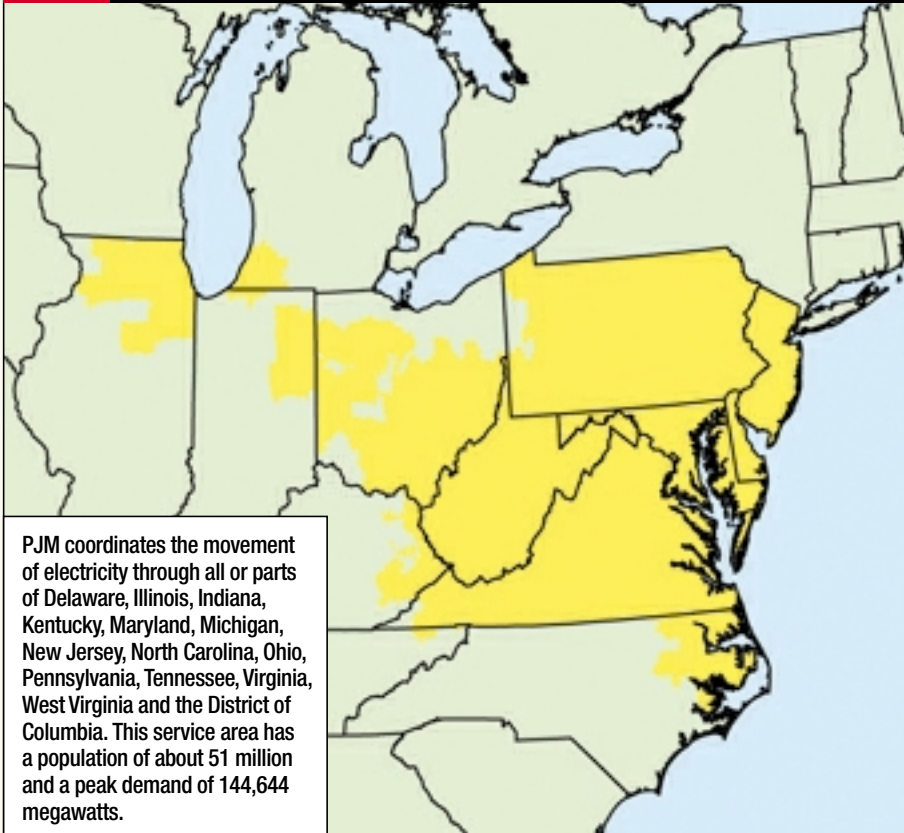 PJM coordinates the movement
of electricity through all or parts
of Delaware, Illinois, Indiana,
Kentucky, Maryland, Michigan,
New Jersey, North Carolina, Ohio,
Pennsylvania, Tennessee, Virginia,
West Virginia and the District of
Columbia. This service area has
a population of about 51 million
and a peak demand of 144,644
megawatts.